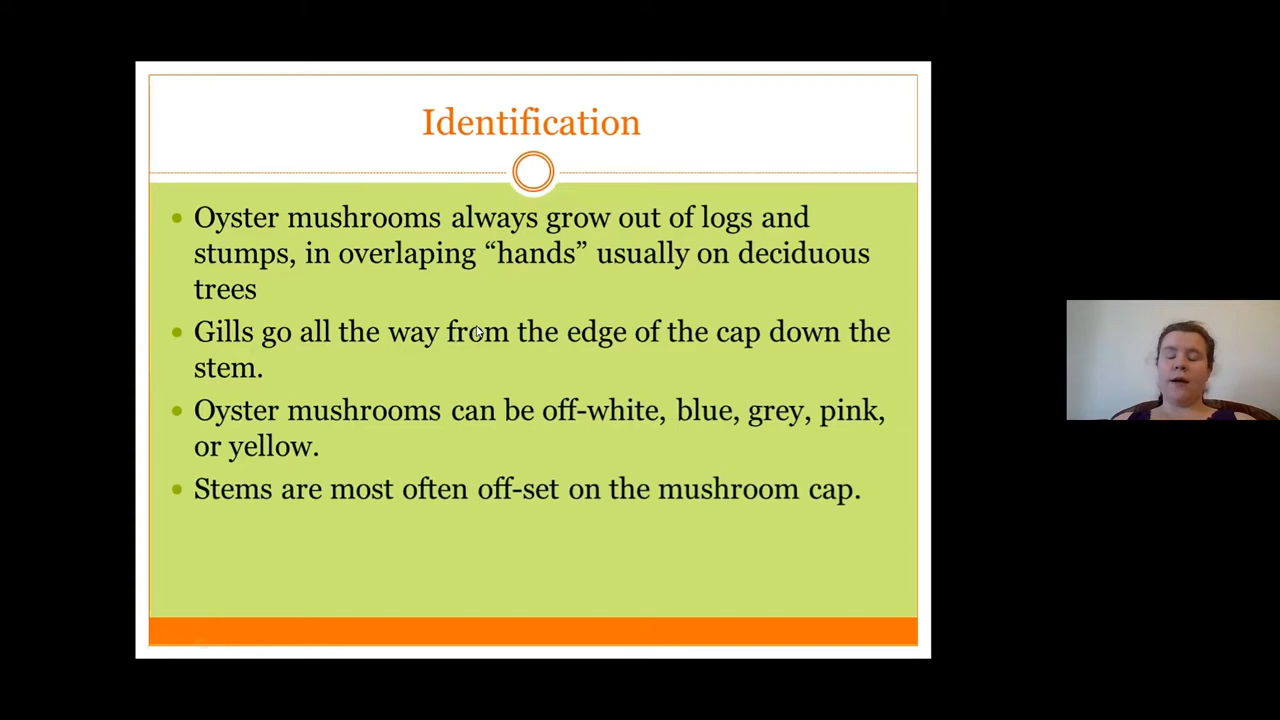 Identification
Oyster mushrooms always grow out of logs and
stumps, in overlaping “hands” usually on deciduous
trees
Gills go all the way from the edge of the cap down the
stem.
Oyster mushrooms can be off-white, blue, grey, pink,
or yellow.
Stems are most often off-set on the mushroom cap.